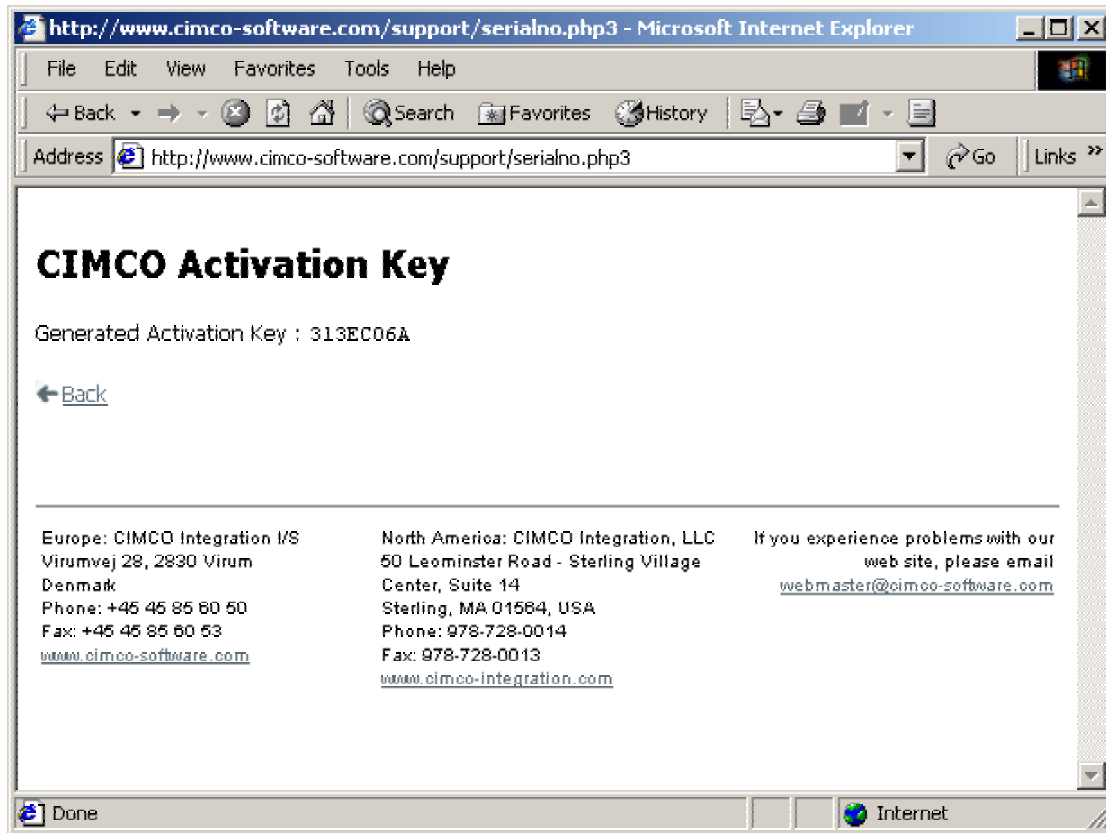 http://www.cimco-software.com/support/serialno.php3 - Microsoft Internet Explorer
File Edit View Favorites Tools Help
Back Search Favorites History
Address http://www.cimco-software.com/support/serialno.php3 Go Links »
CIMCO Activation Key
Generated Activation Key : 313EC06A
Back
Europe: CIMCO Integration I/S
Virumvej 28, 2830 Virum
Denmark
Phone: +45 45 85 60 50
Fax: +45 45 85 60 53
www.cimco-software.com
North America: CIMCO Integration, LLC
50 Leominster Road - Sterling Village
Center, Suite 14
Sterling, MA 01564, USA
Phone: 978-728-0014
Fax: 978-728-0013
www.cimco-integration.com
If you experience problems with our
web site, please email
webmaster@cimco-software.com
Done Internet